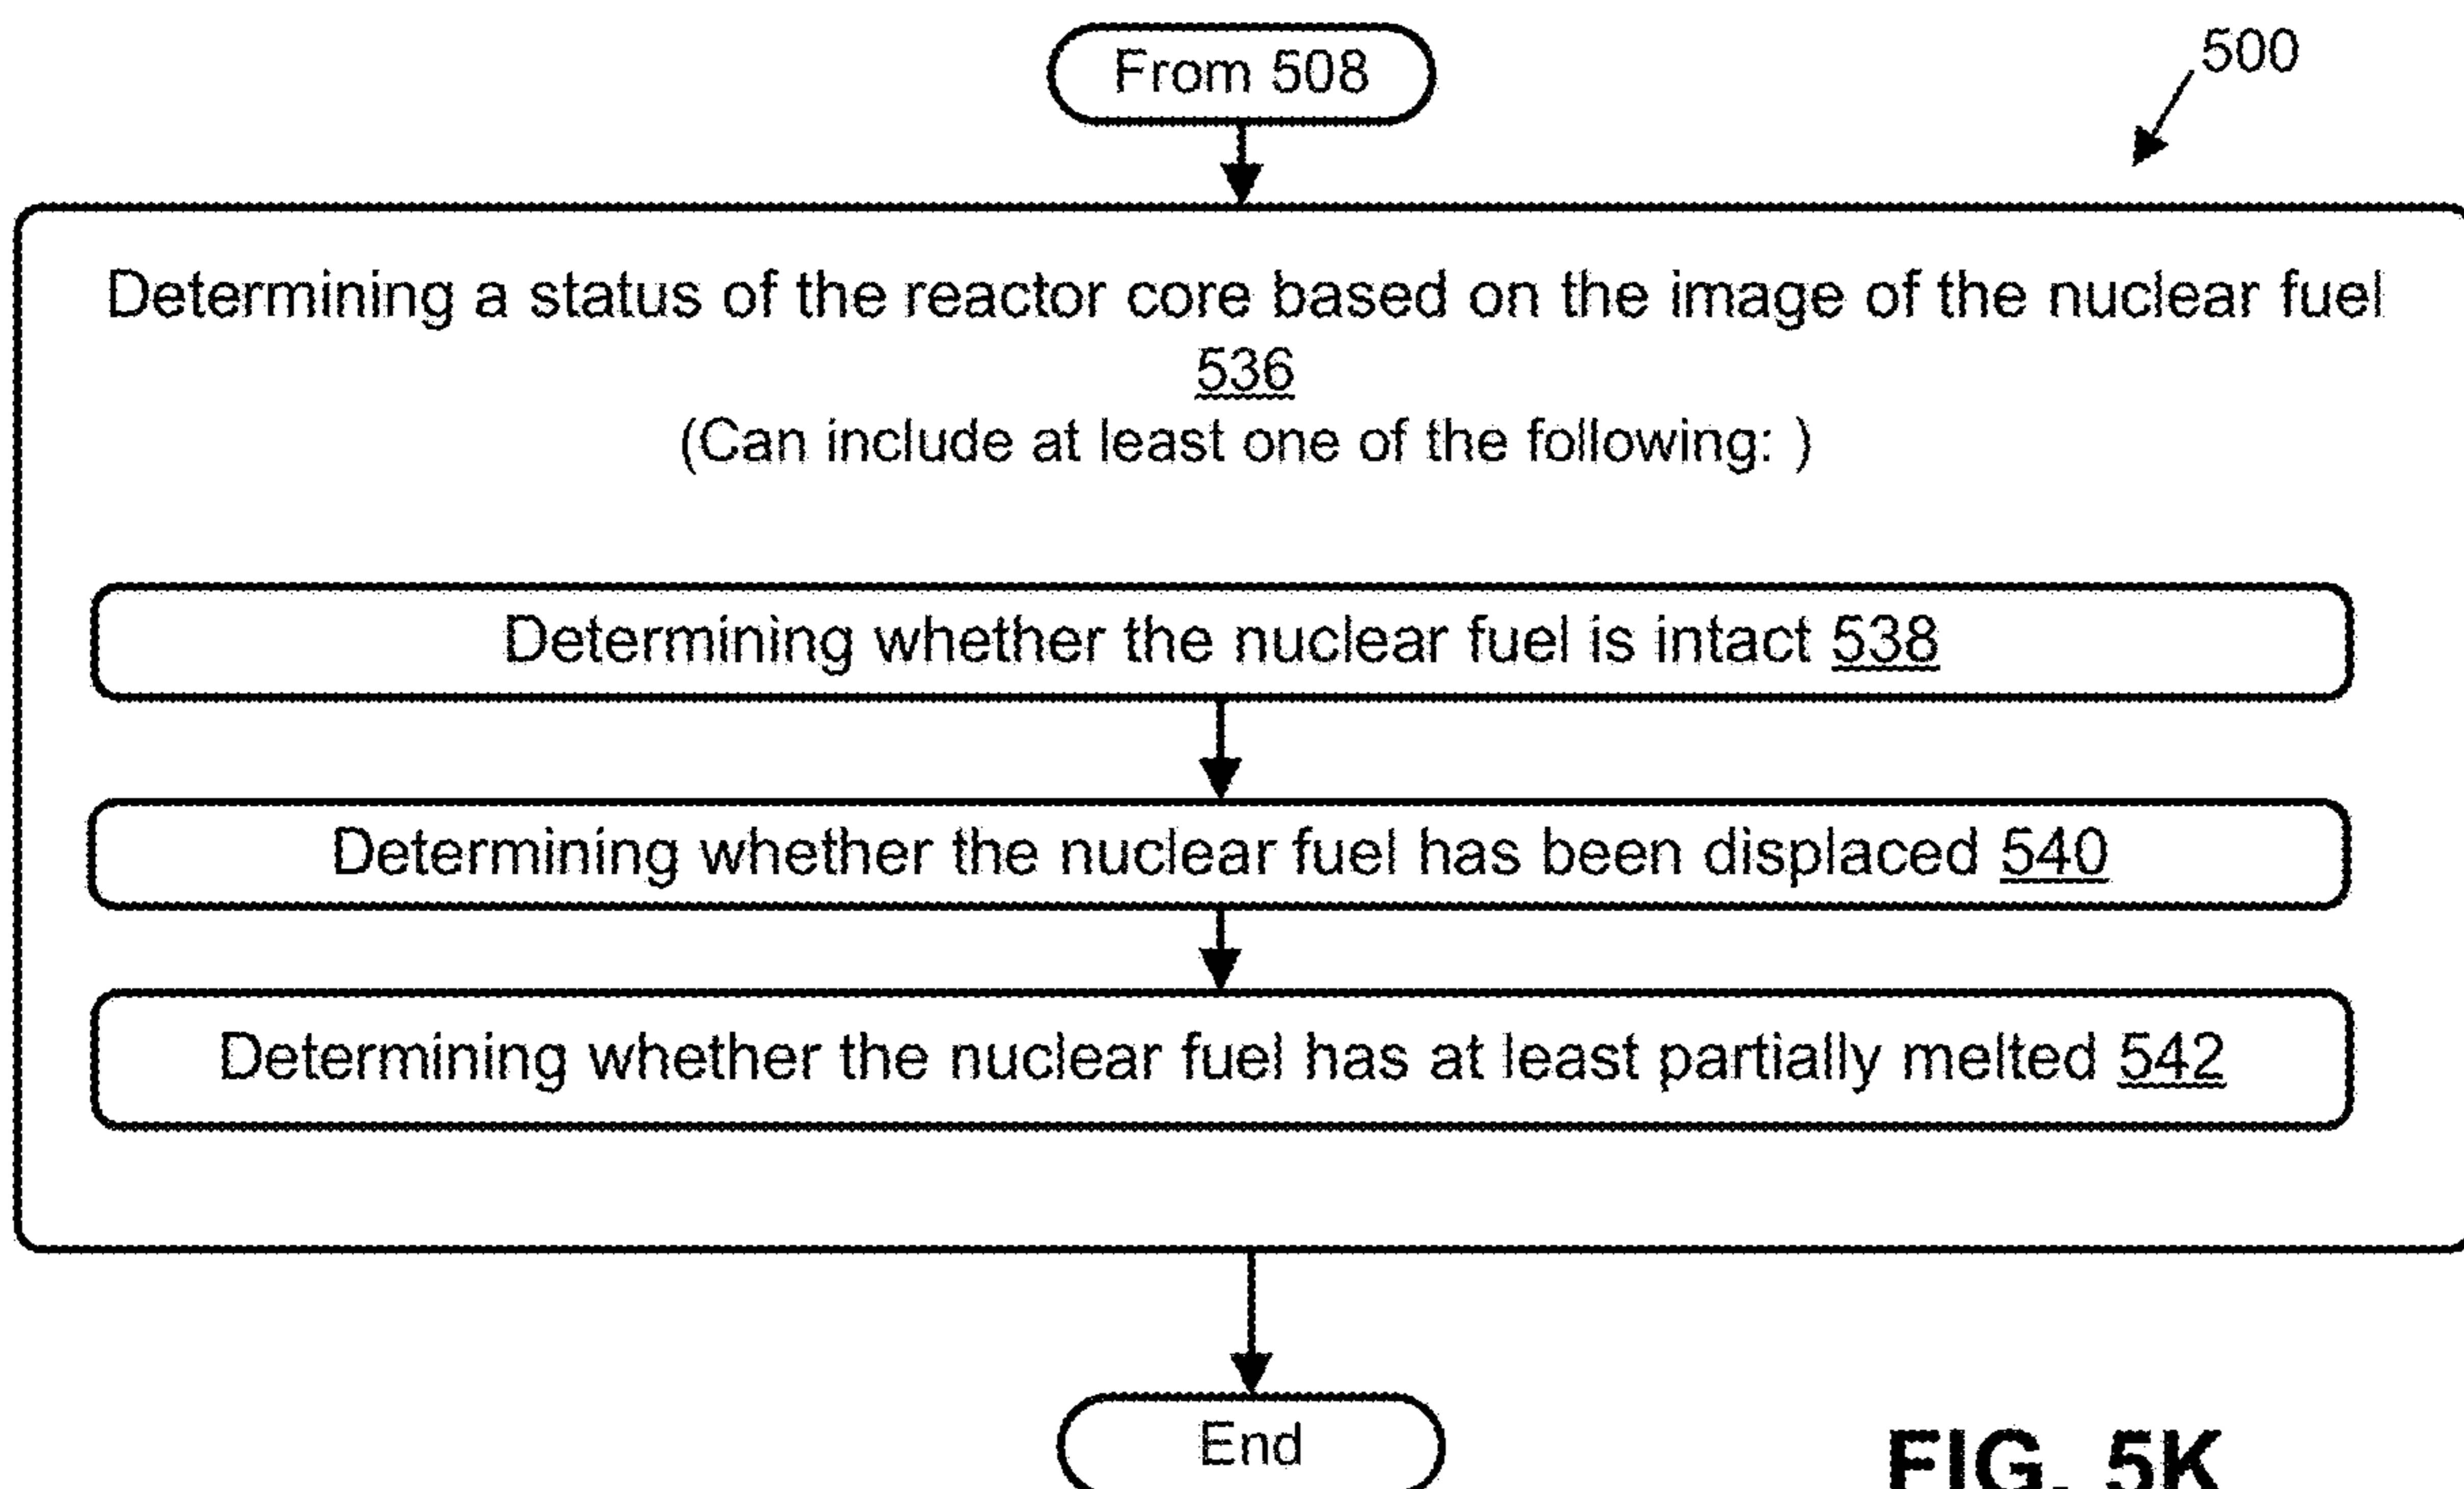 From 508
500
Determining a status of the reactor core based on the image of the nuclear fuel
536
(Can include at least one of the following: )
Determining whether the nuclear fuel is intact 538
Determining whether the nuclear fuel has been displaced 540
Determining whether the nuclear fuel has at least partially melted 542
End
FIG. 5K